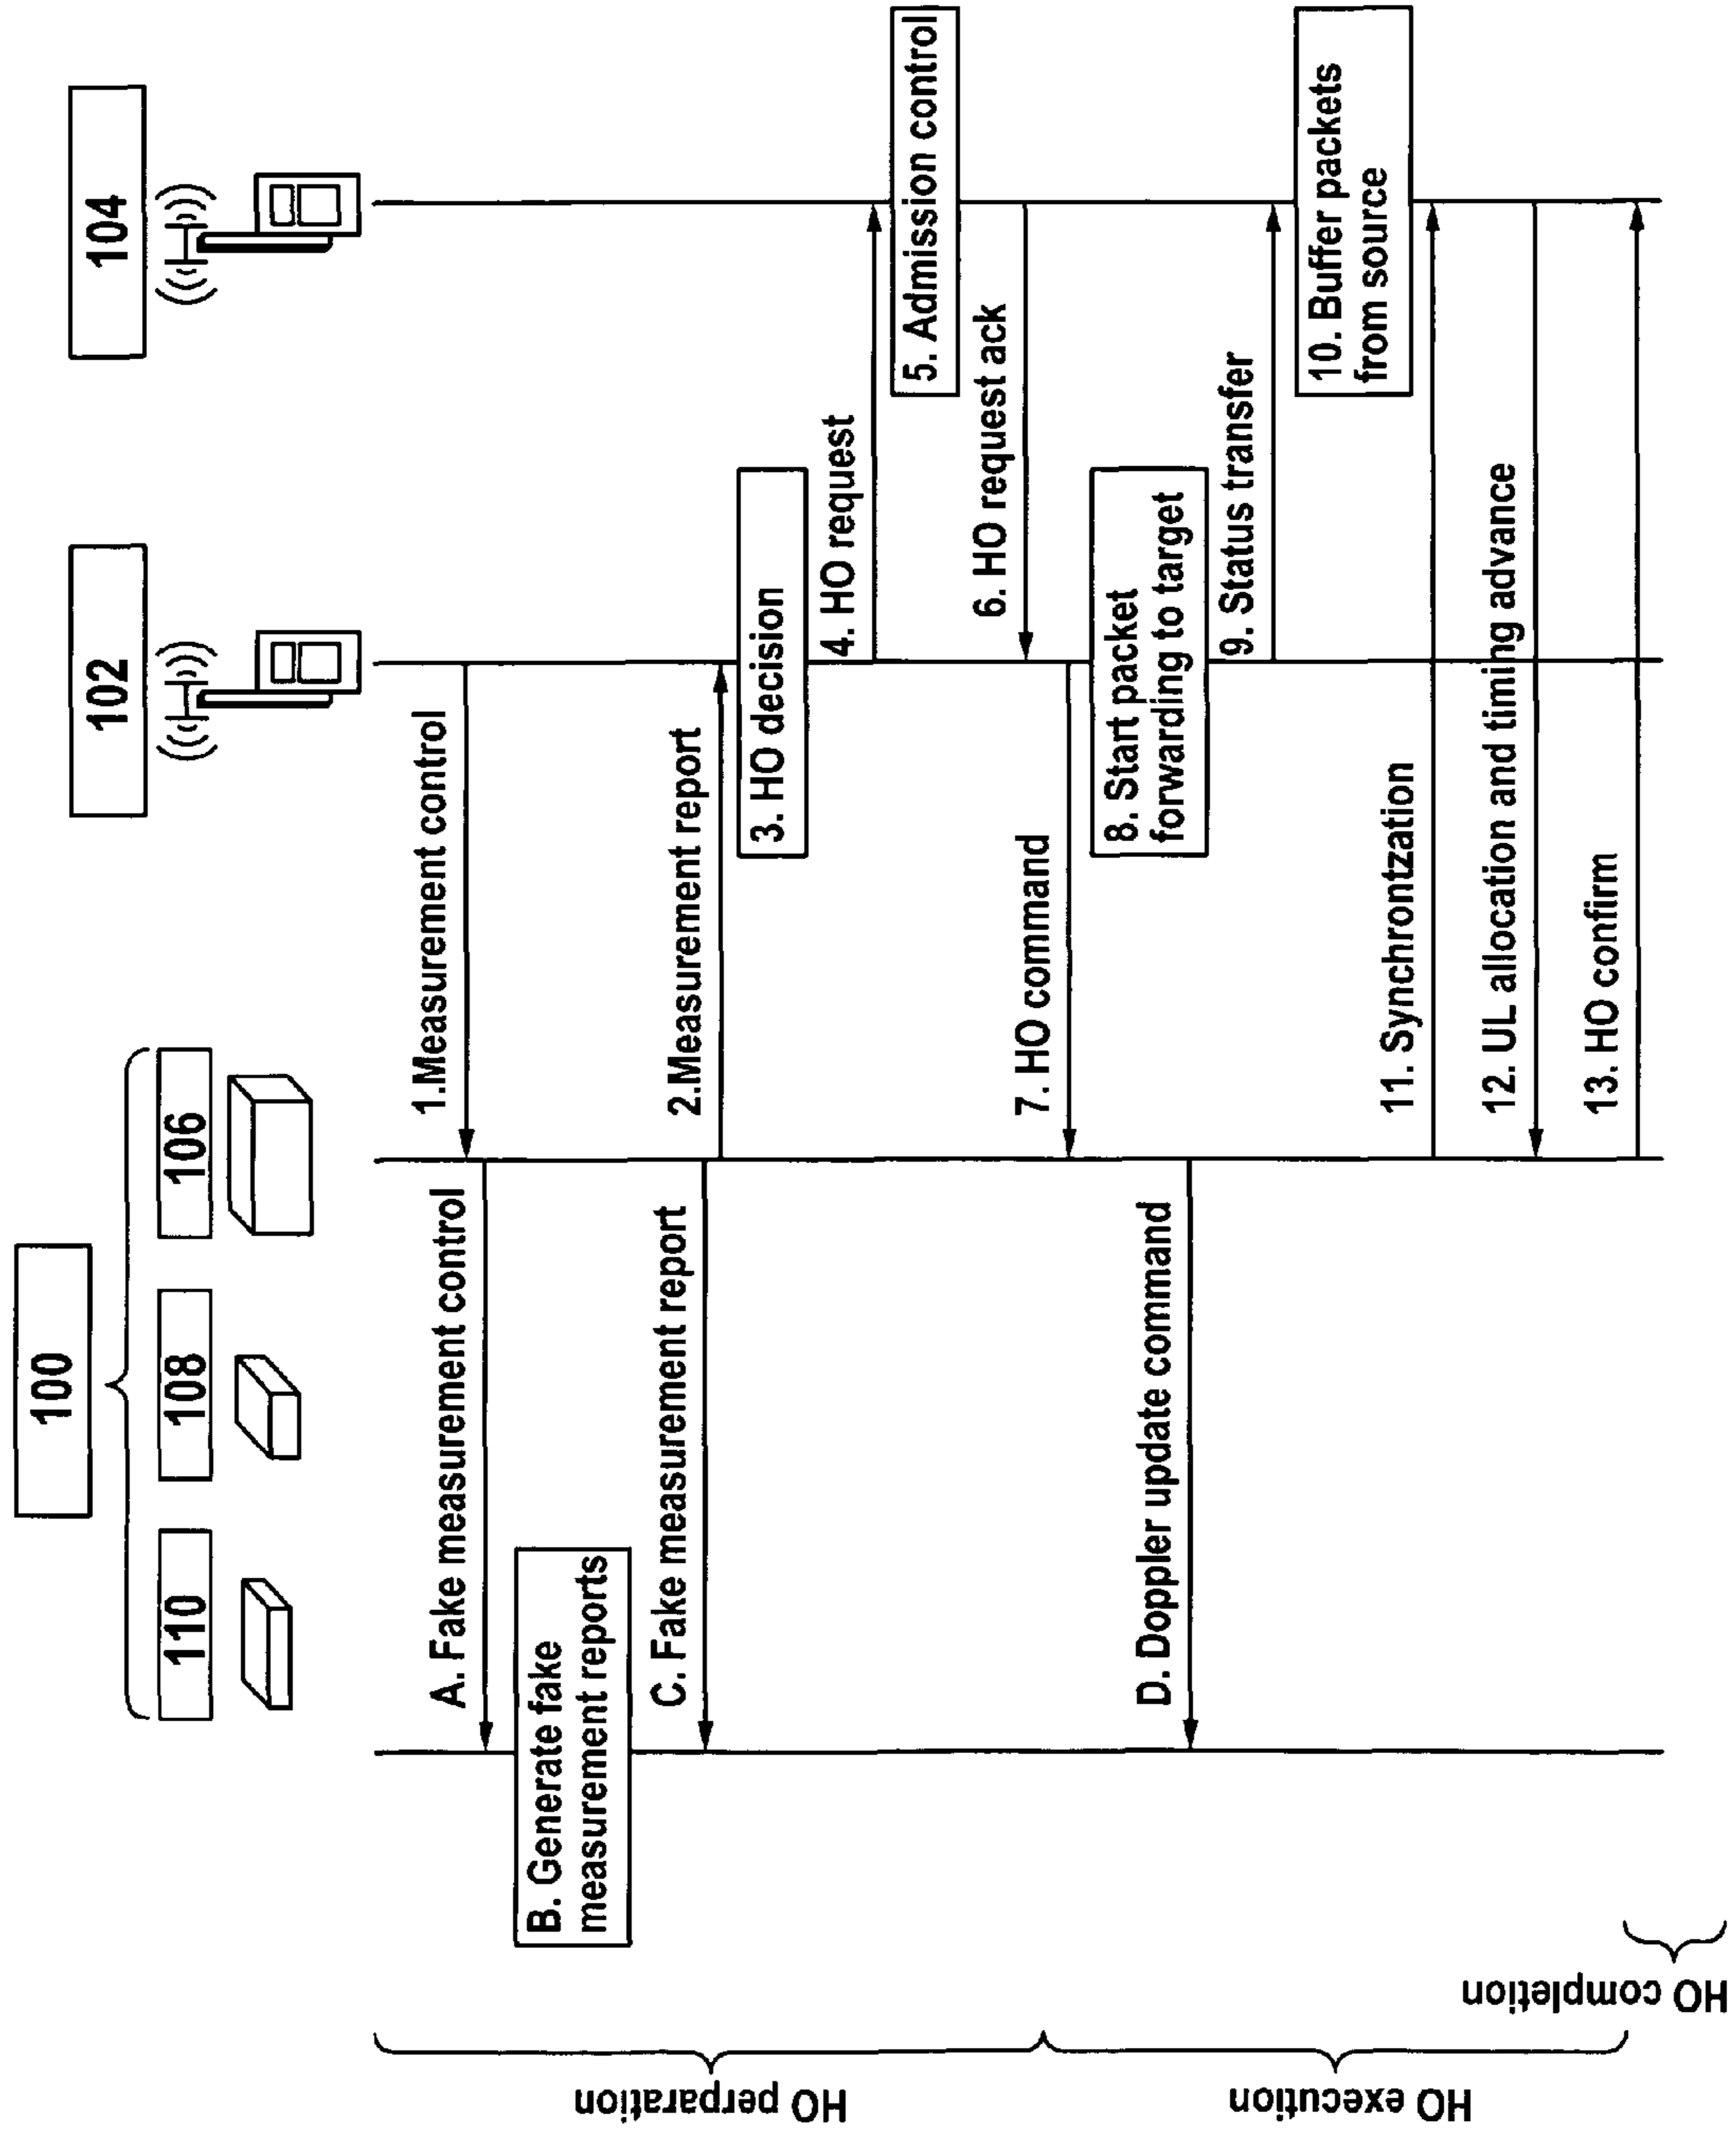 100
110
108
106
102
104
1.Measurement control
A. Fake measurement control
B. Generate fake
measurement reports
C. Fake measurement report
2.Measurement report
3. HO decision
4. HO request
5. Admission control
6. HO request ack
7. HO command
8. Start packet
forwarding to target
D. Doppler update command
9. Status transfer
10. Buffer packets
from source
11. Synchrontzation
12. UL allocation and timing advance
13. HO confirm
HO perparation
HO execution
HO completion